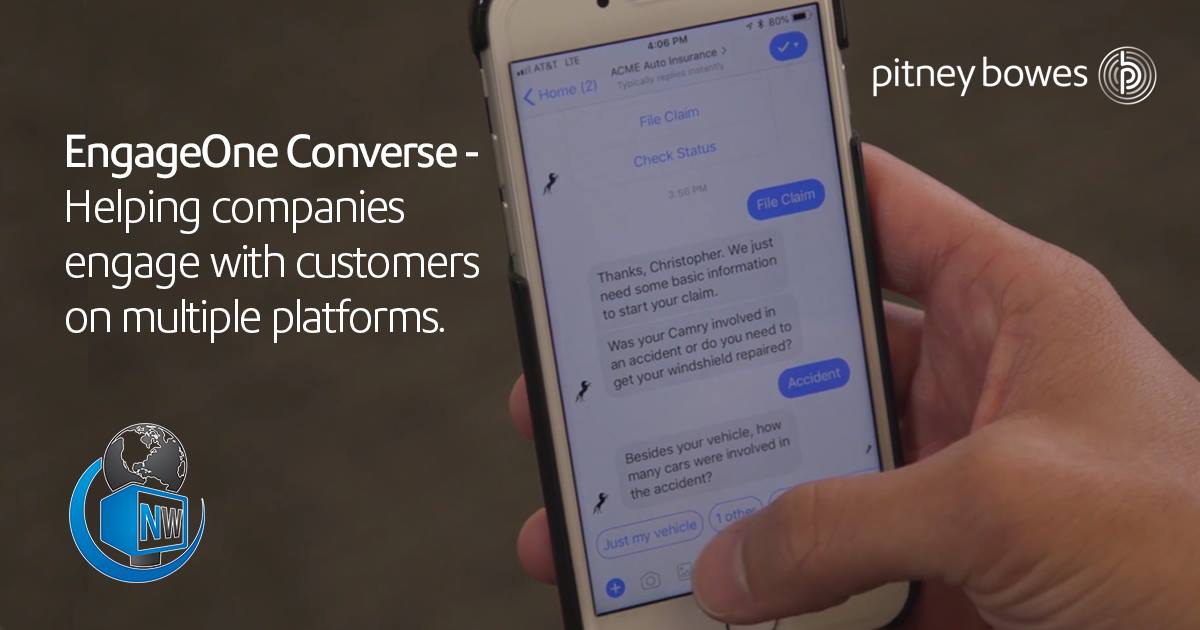 EngageOne Converse -
Helping companies
engage with customers
on multiple platforms.
pitney bowes
NW
AT&T LTE
4:06 PM
80%
Home (2)
ACME Auto Insurance >
Typically replies instantly
File Claim
Check Status
3:56 PM
File Claim
Thanks, Christopher. We just
need some basic information
to start your claim.
Was your Camry involved in
an accident or do you need to
get your windshield repaired?
Accident
Besides your vehicle, how
many cars were involved in
the accident?
Just my vehicle
1 other